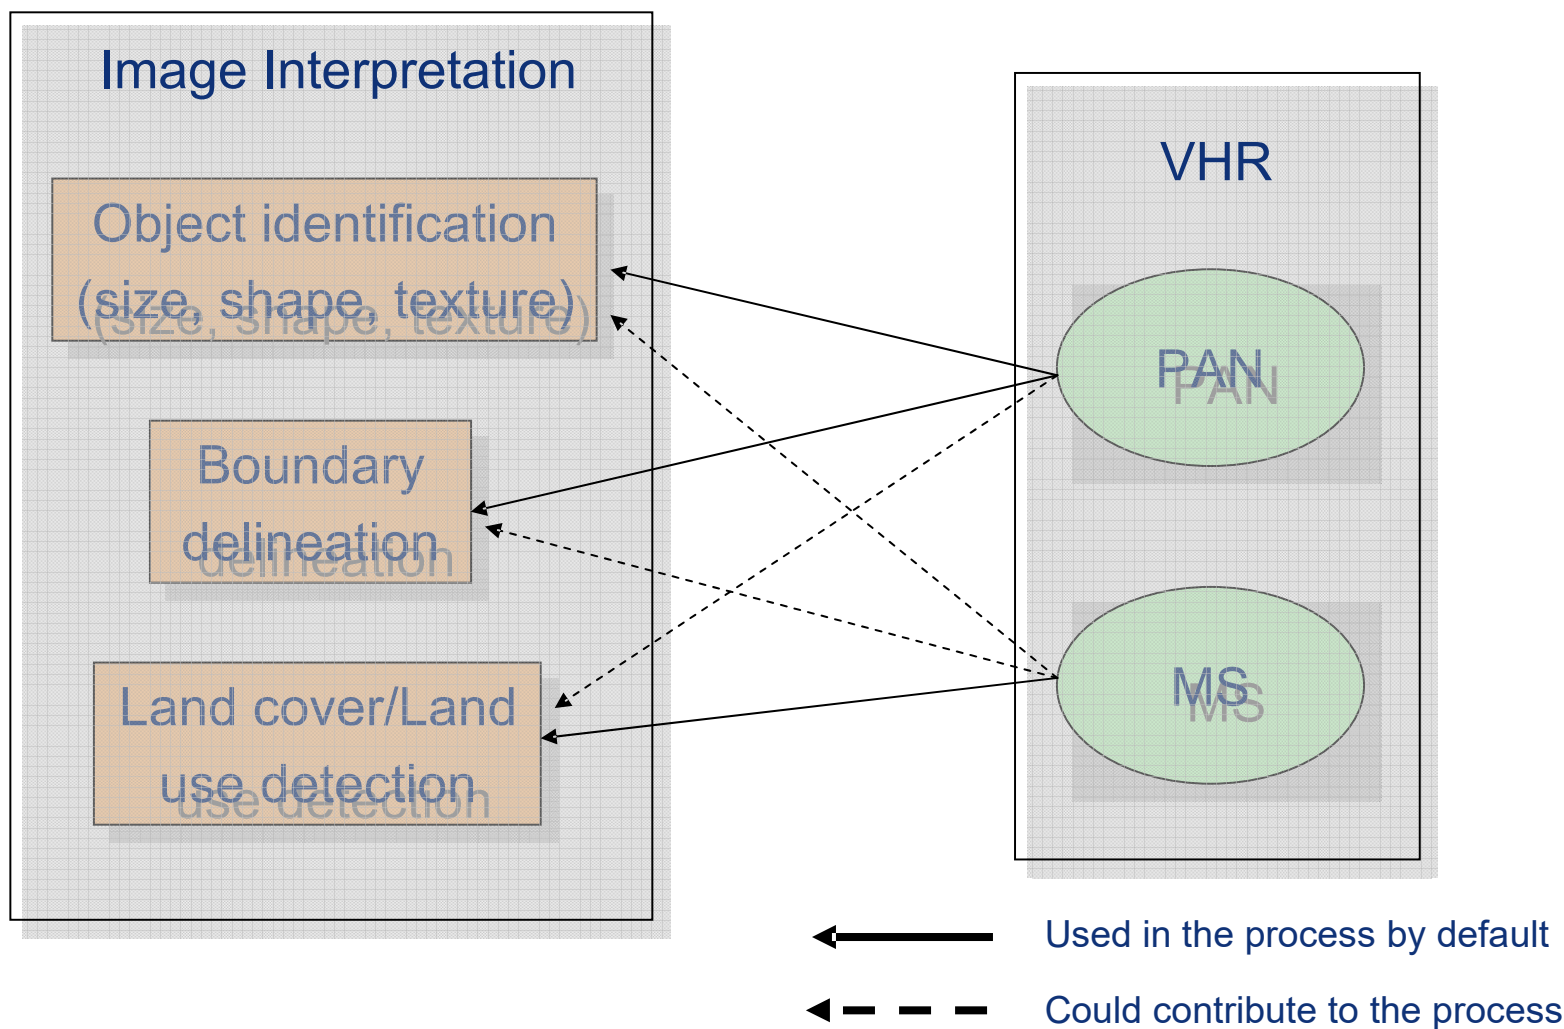 Image Interpretation
Object identification
(size, shape, texture)
Boundary
delineation
Land cover/Land
use detection
VHR
PAN
MS
Used in the process by default
Could contribute to the process